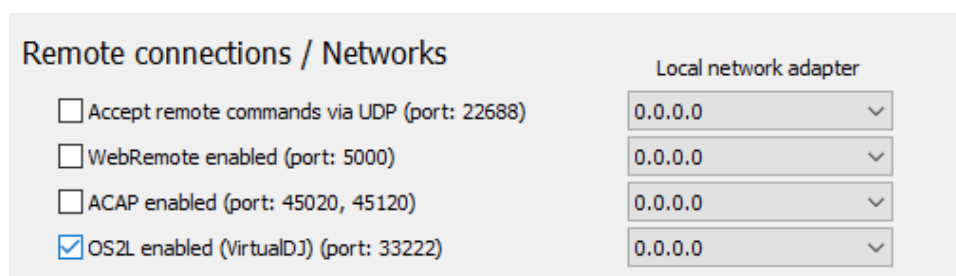 Remote connections / Networks
Local network adapter
Accept remote commands via UDP (port: 22688) 0.0.0.0
WebRemote enabled (port: 5000) 0.0.0.0
ACAP enabled (port: 45020, 45120) 0.0.0.0
OS2L enabled (VirtualDJ) (port: 33222) 0.0.0.0